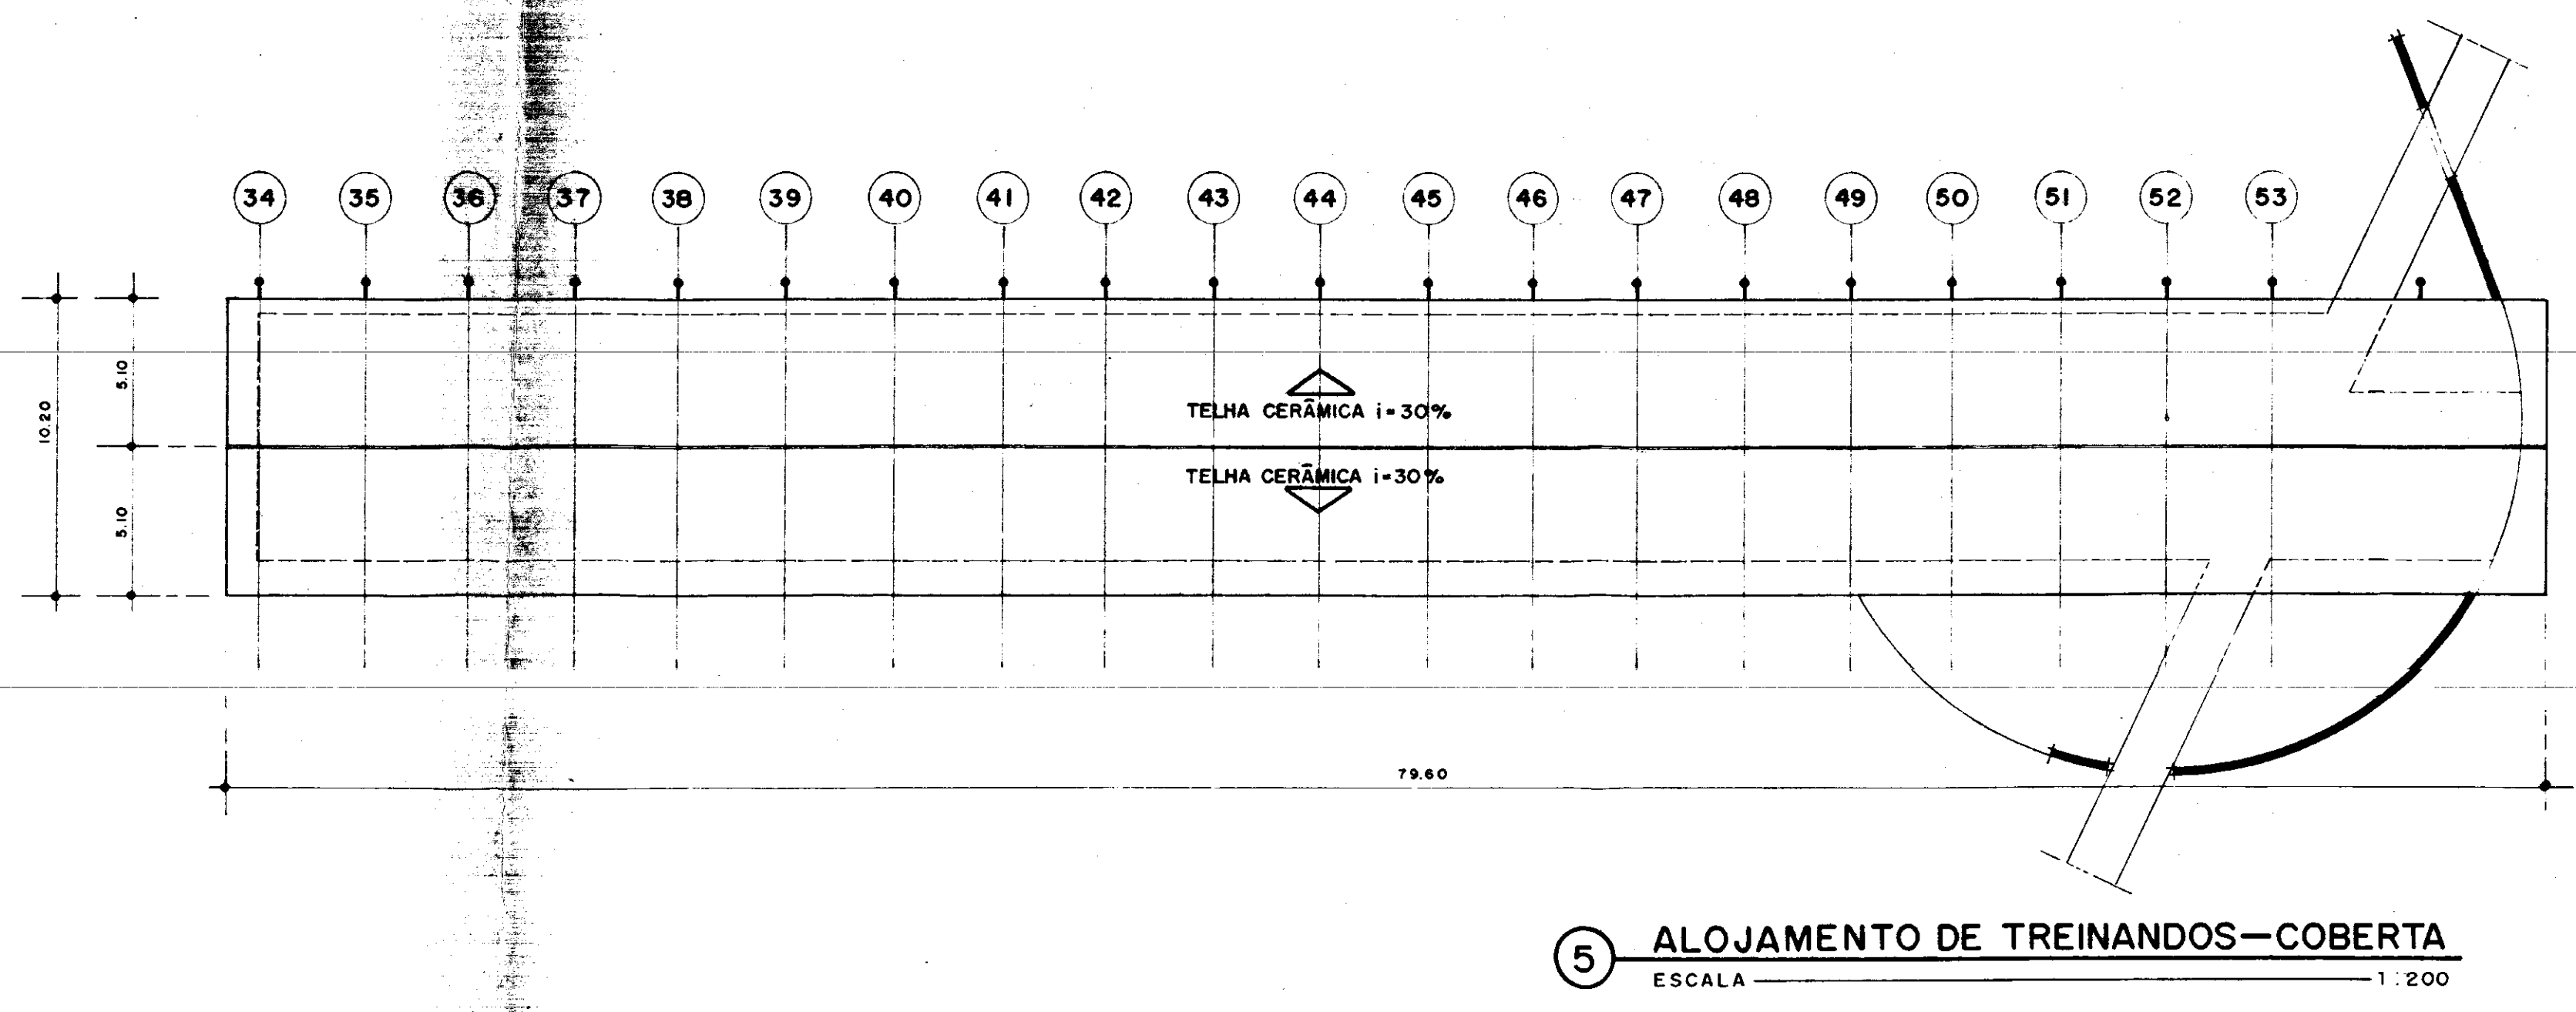 34 35 36 37 38 39 40 41 42 43 44 45 46 47 48 49 50 51 52 53
5.10
10.20
TELHA CERÂMICA i=30%
TELHA CERÂMICA i=30%
5.10
79.60
5 ALOJAMENTO DE TREINANDOS—COBERTA
ESCALA 1:200